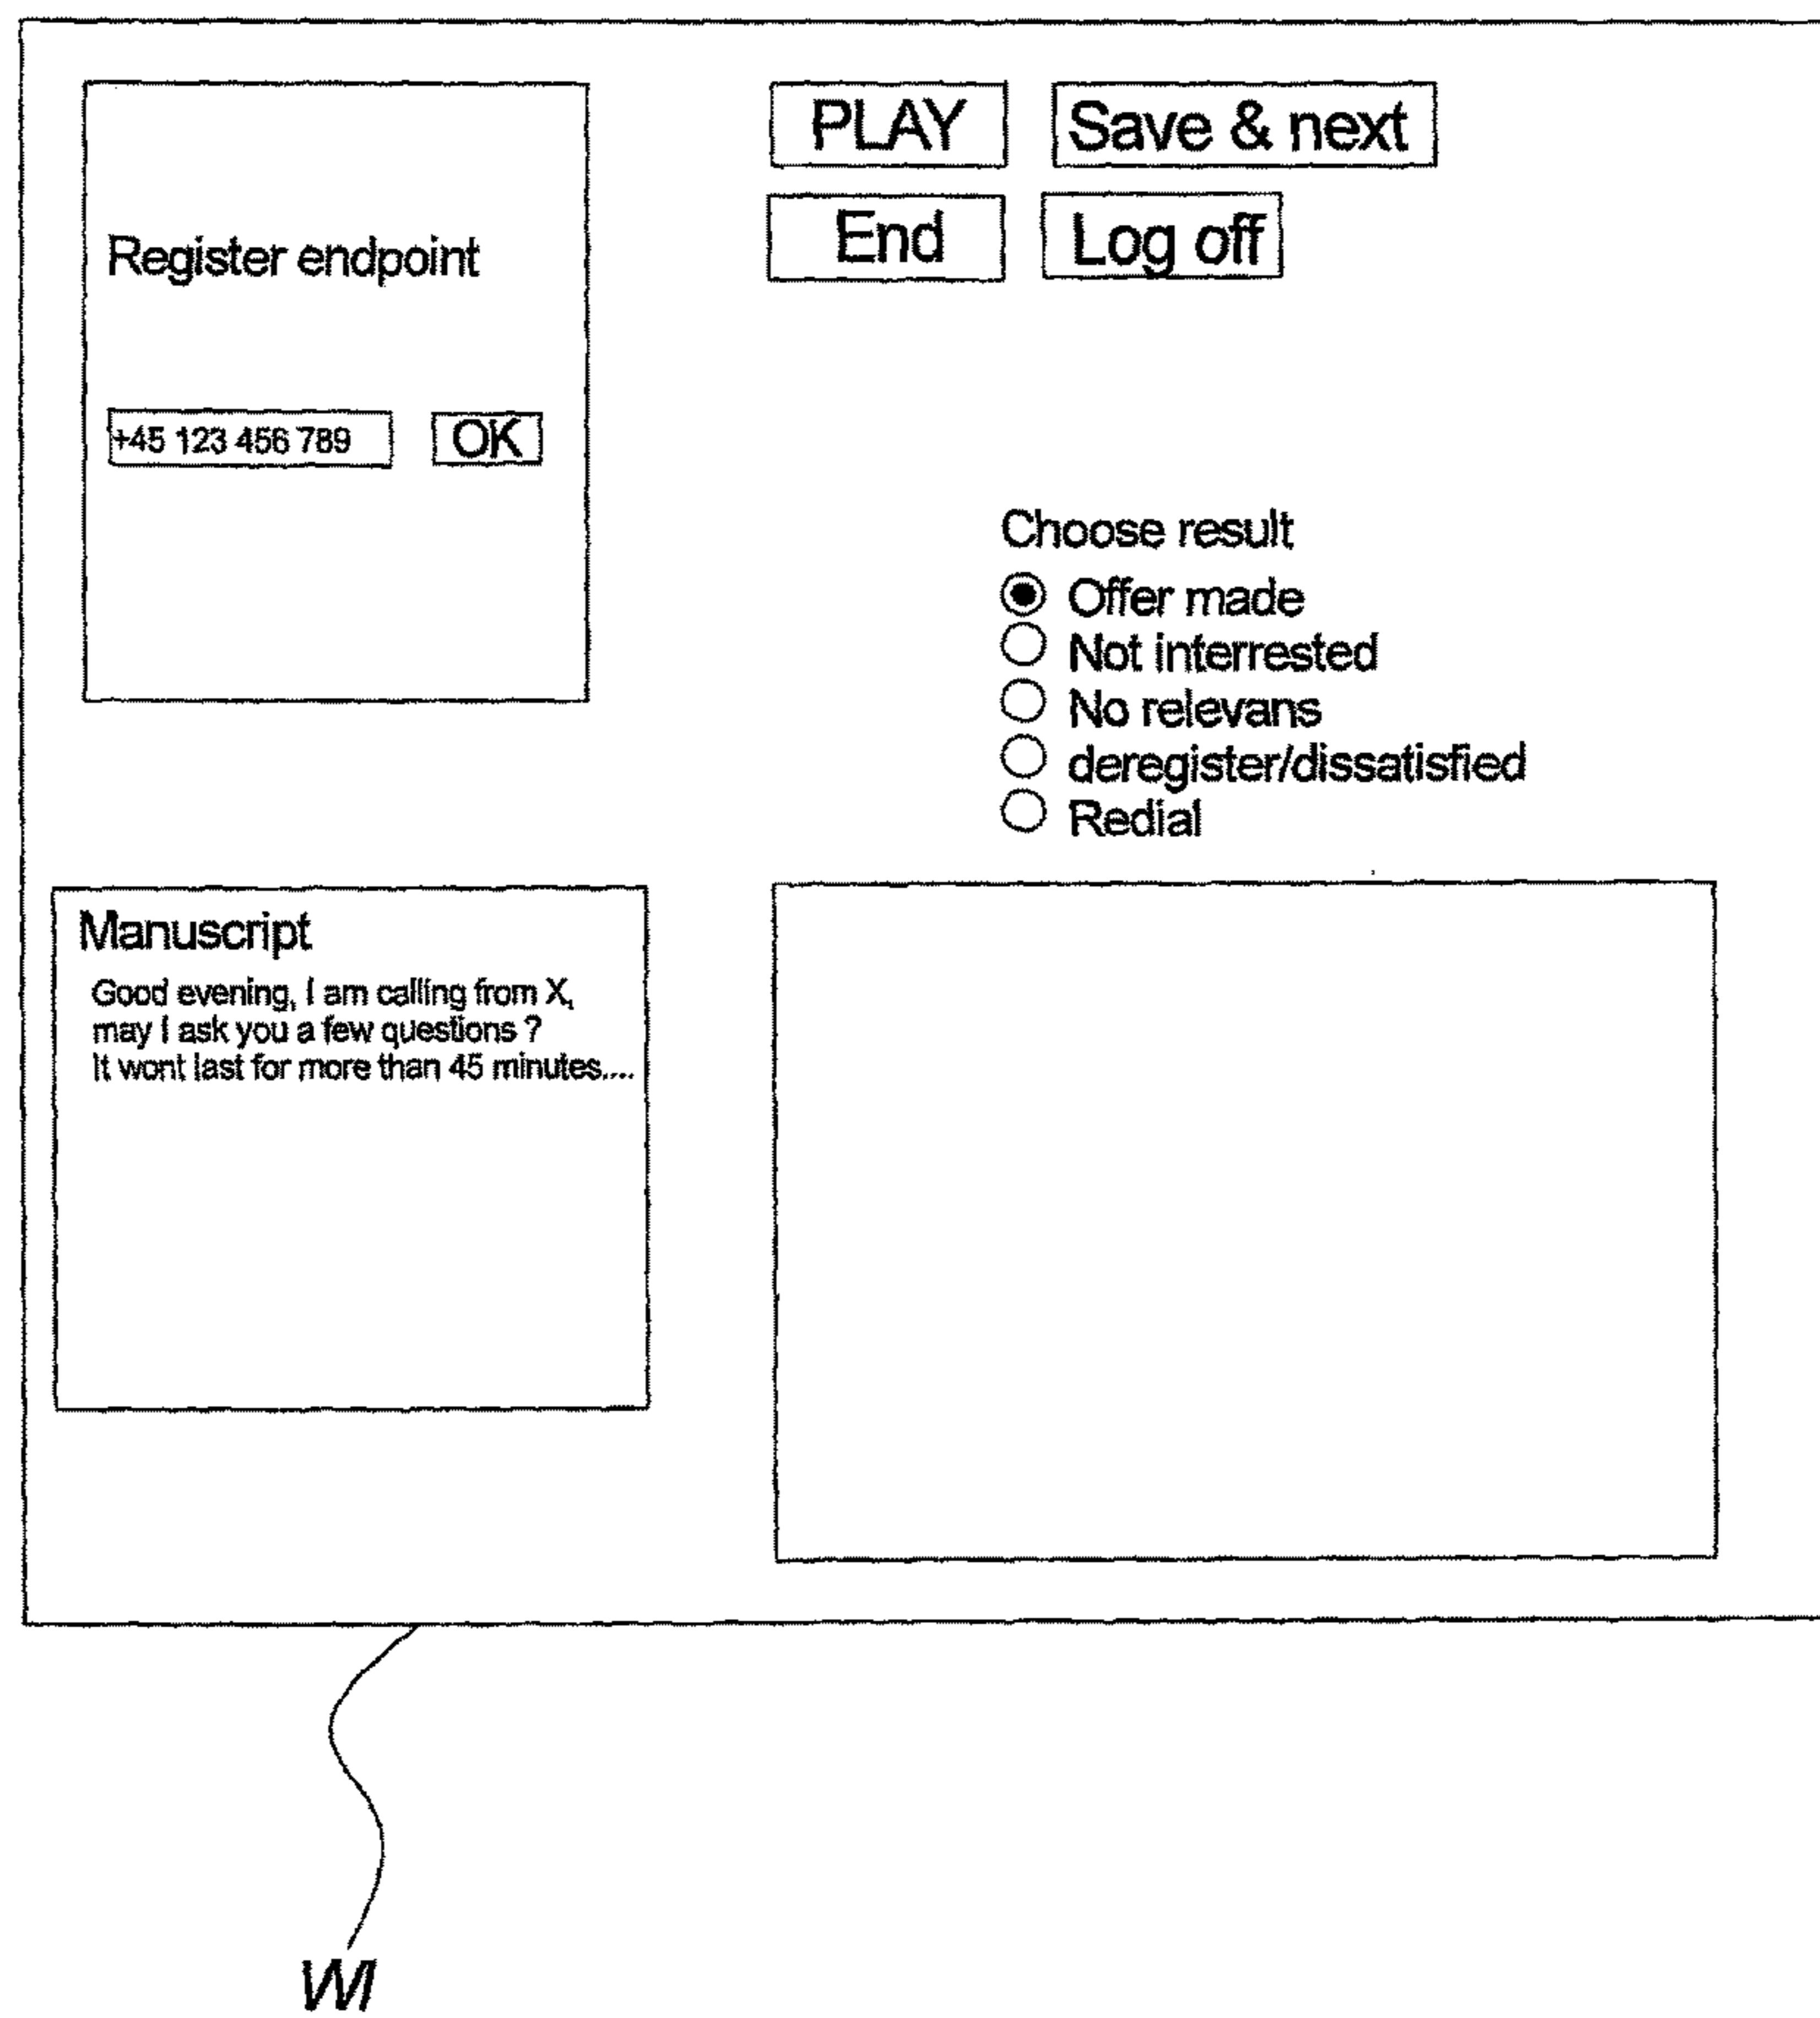 Register endpoint
+45 123 456 789
OK
PLAY
Save & next
End
Log off
Choose result
Offer made
Not interrested
No relevans
deregister/dissatisfied
Redial
Manuscript
Good evening, I am calling from X,
may I ask you a few questions ?
It wont last for more than 45 minutes....
WI